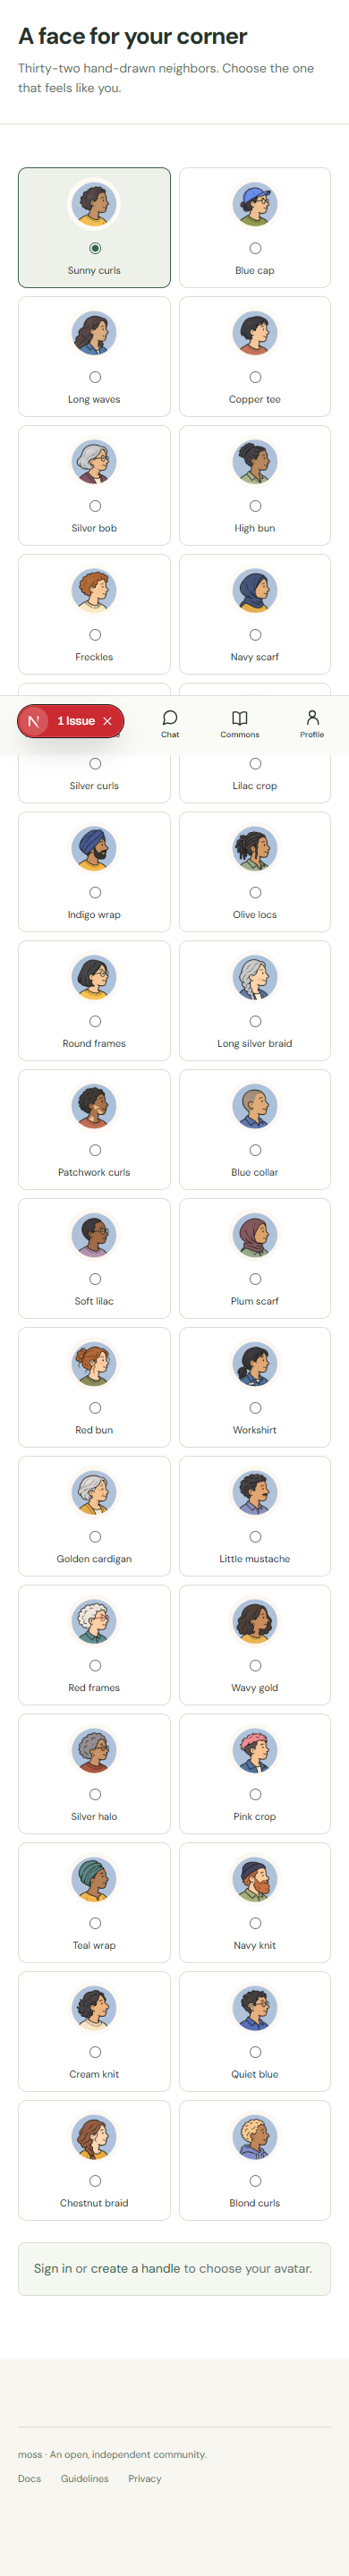 A face for your corner
Thirty-two hand-drawn neighbors. Choose the one
that feels like you.
Sunny curls
Blue cap
Long waves
Copper tee
Silver bob
High bun
Freckles
Navy scarf
1 Issue
Chat
Commons
Profile
Silver curls
Lilac crop
Indigo wrap
Olive locs
Round frames
Long silver braid
Patchwork curls
Blue collar
Soft lilac
Plum scarf
Red bun
Workshirt
Golden cardigan
Little mustache
Red frames
Wavy gold
Silver halo
Pink crop
Teal wrap
Navy knit
Cream knit
Quiet blue
Chestnut braid
Blond curls
Sign in or create a handle to choose your avatar.
moss · An open, independent community.
Docs Guidelines Privacy